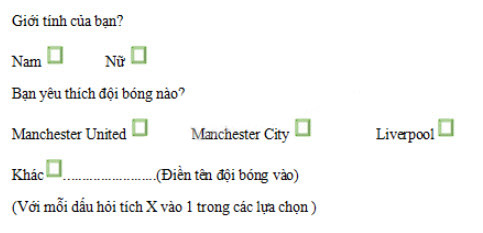 Giới tính của bạn?
Nam □ Nữ □
Bạn yêu thích đội bóng nào?
Manchester United □ Manchester City □ Liverpool □
Khác □..........................(Điền tên đội bóng vào)
(Với mỗi dấu hỏi tích X vào 1 trong các lựa chọn )